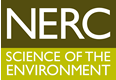 NERC
SCIENCE OF THE
ENVIRONMENT